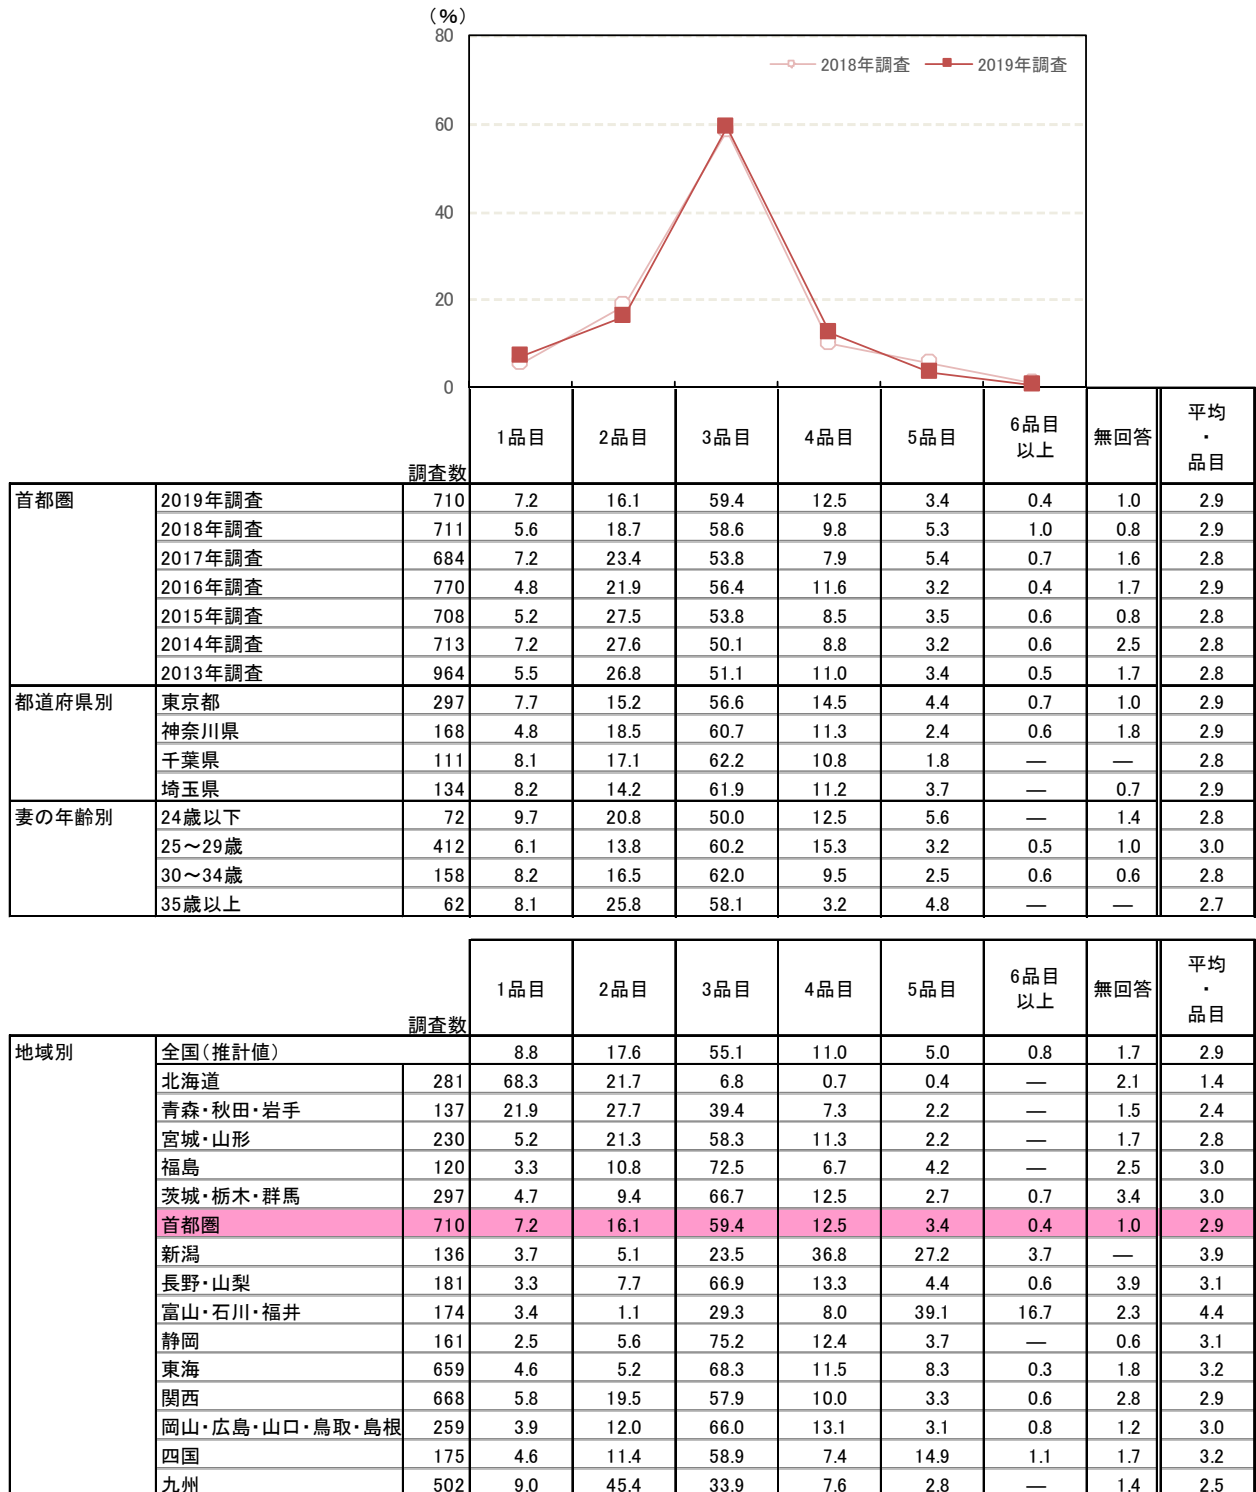 （%）
80
60
40
20
0
2018年調査 2019年調査
調査数 1品目 2品目 3品目 4品目 5品目 6品目以上 無回答 平均・品目
首都圏 2019年調査 710 7.2 16.1 59.4 12.5 3.4 0.4 1.0 2.9
2018年調査 711 5.6 18.7 58.6 9.8 5.3 1.0 0.8 2.9
2017年調査 684 7.2 23.4 53.8 7.9 5.4 0.7 1.6 2.8
2016年調査 770 4.8 21.9 56.4 11.6 3.2 0.4 1.7 2.9
2015年調査 708 5.2 27.5 53.8 8.5 3.5 0.6 0.8 2.8
2014年調査 713 7.2 27.6 50.1 8.8 3.2 0.6 2.5 2.8
2013年調査 964 5.5 26.8 51.1 11.0 3.4 0.5 1.7 2.8
都道府県別 東京都 297 7.7 15.2 56.6 14.5 4.4 0.7 1.0 2.9
神奈川県 168 4.8 18.5 60.7 11.3 2.4 0.6 1.8 2.9
千葉県 111 8.1 17.1 62.2 10.8 1.8 — — 2.8
埼玉県 134 8.2 14.2 61.9 11.2 3.7 — 0.7 2.9
妻の年齢別 24歳以下 72 9.7 20.8 50.0 12.5 5.6 — 1.4 2.8
25～29歳 412 6.1 13.8 60.2 15.3 3.2 0.5 1.0 3.0
30～34歳 158 8.2 16.5 62.0 9.5 2.5 0.6 0.6 2.8
35歳以上 62 8.1 25.8 58.1 3.2 4.8 — — 2.7
調査数 1品目 2品目 3品目 4品目 5品目 6品目以上 無回答 平均・品目
地域別 全国(推計値) 8.8 17.6 55.1 11.0 5.0 0.8 1.7 2.9
北海道 281 68.3 21.7 6.8 0.7 0.4 — 2.1 1.4
青森・秋田・岩手 137 21.9 27.7 39.4 7.3 2.2 — 1.5 2.4
宮城・山形 230 5.2 21.3 58.3 11.3 2.2 — 1.7 2.8
福島 120 3.3 10.8 72.5 6.7 4.2 — 2.5 3.0
茨城・栃木・群馬 297 4.7 9.4 66.7 12.5 2.7 0.7 3.4 3.0
首都圏 710 7.2 16.1 59.4 12.5 3.4 0.4 1.0 2.9
新潟 136 3.7 5.1 23.5 36.8 27.2 3.7 — 3.9
長野・山梨 181 3.3 7.7 66.9 13.3 4.4 0.6 3.9 3.1
富山・石川・福井 174 3.4 1.1 29.3 8.0 39.1 16.7 2.3 4.4
静岡 161 2.5 5.6 75.2 12.4 3.7 — 0.6 3.1
東海 659 4.6 5.2 68.3 11.5 8.3 0.3 1.8 3.2
関西 668 5.8 19.5 57.9 10.0 3.3 0.6 2.8 2.9
岡山・広島・山口・鳥取・島根 259 3.9 12.0 66.0 13.1 3.1 0.8 1.2 3.0
四国 175 4.6 11.4 58.9 7.4 14.9 1.1 1.7 3.2
九州 502 9.0 45.4 33.9 7.6 2.8 — 1.4 2.5